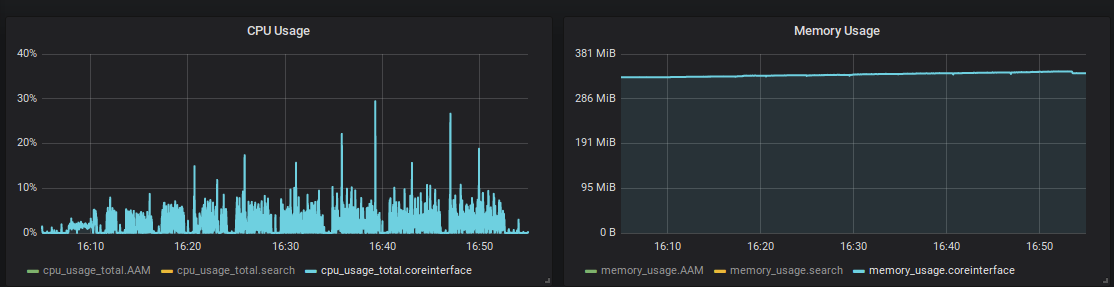 CPU Usage
40%
30%
20%
10%
0%
16:10 16:20 16:30 16:40 16:50
cpu_usage_total.AAM cpu_usage_total.search cpu_usage_total.coreinterface
Memory Usage
381 MiB
286 MiB
191 MiB
95 MiB
0 B
16:10 16:20 16:30 16:40 16:50
memory_usage.AAM memory_usage.search memory_usage.coreinterface